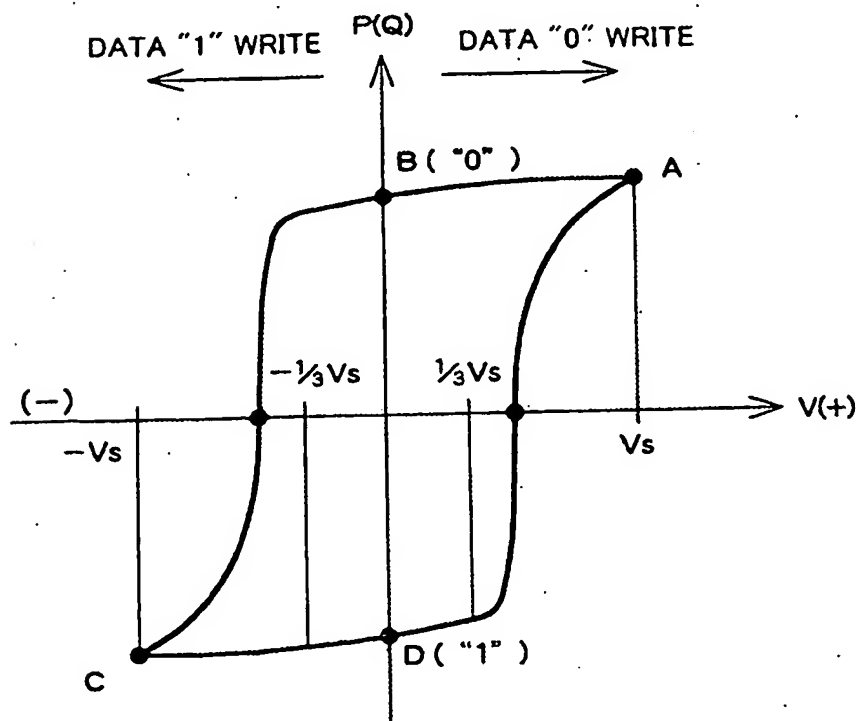 P(Q)
DATA "1" WRITE
DATA "0" WRITE
B ( "0" )
A
-⅓Vs
⅓Vs
(-)
V(+)
-Vs
Vs
D ( "1" )
C